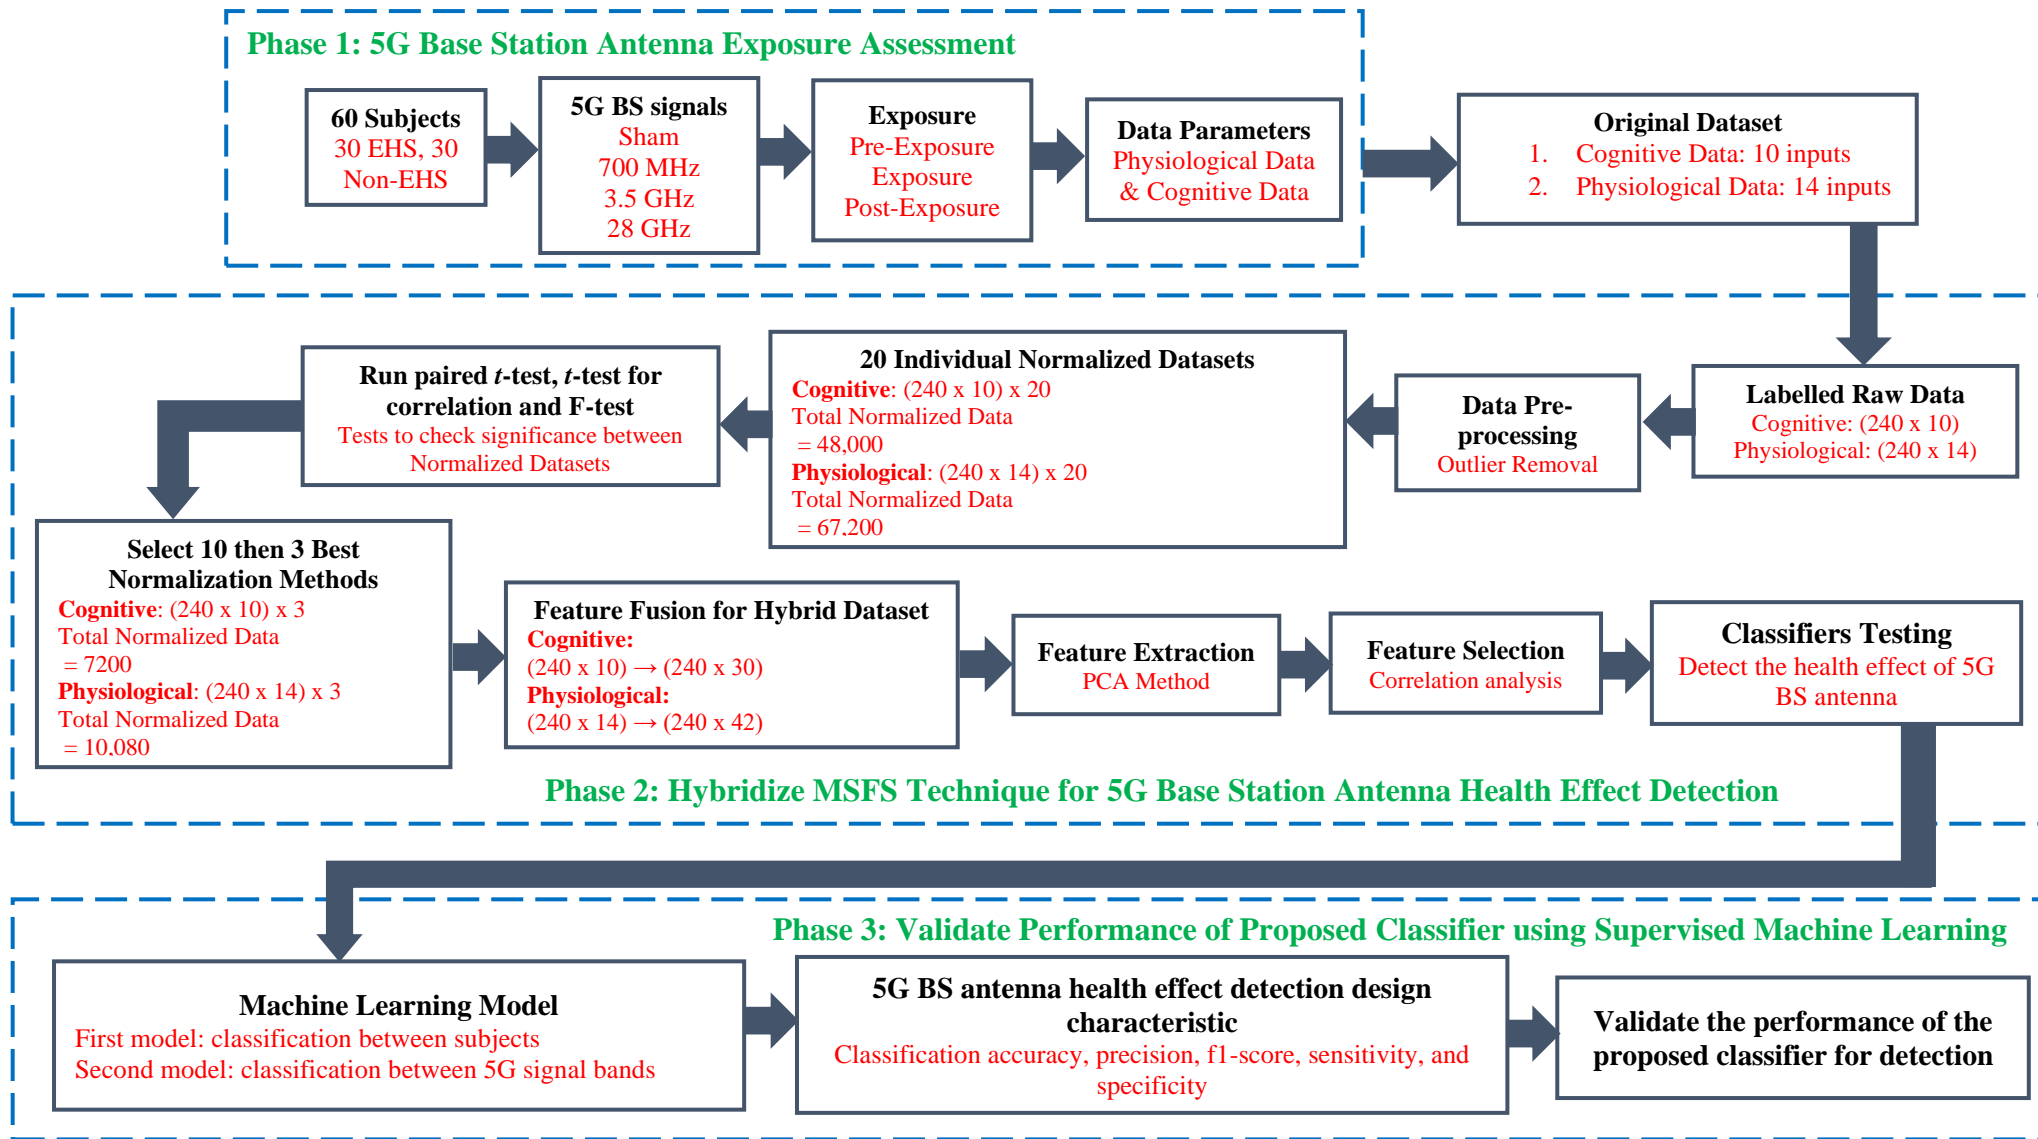 Phase 1: 5G Base Station Antenna Exposure Assessment
60 Subjects
30 EHS, 30
Non-EHS
5G BS signals
Sham
700 MHz
3.5 GHz
28 GHz
Exposure
Pre-Exposure
Exposure
Post-Exposure
Data Parameters
Physiological Data
& Cognitive Data
Original Dataset
1. Cognitive Data: 10 inputs
2. Physiological Data: 14 inputs
Labelled Raw Data
Cognitive: (240 x 10)
Physiological: (240 x 14)
Data Pre-
processing
Outlier Removal
20 Individual Normalized Datasets
Cognitive: (240 x 10) x 20
Total Normalized Data
= 48,000
Physiological: (240 x 14) x 20
Total Normalized Data
= 67,200
Run paired t-test, t-test for
correlation and F-test
Tests to check significance between
Normalized Datasets
Select 10 then 3 Best
Normalization Methods
Cognitive: (240 x 10) x 3
Total Normalized Data
= 7200
Physiological: (240 x 14) x 3
Total Normalized Data
= 10,080
Feature Fusion for Hybrid Dataset
Cognitive:
(240 x 10) → (240 x 30)
Physiological:
(240 x 14) → (240 x 42)
Feature Extraction
PCA Method
Feature Selection
Correlation analysis
Classifiers Testing
Detect the health effect of 5G
BS antenna
Phase 2: Hybridize MSFS Technique for 5G Base Station Antenna Health Effect Detection
Phase 3: Validate Performance of Proposed Classifier using Supervised Machine Learning
Machine Learning Model
First model: classification between subjects
Second model: classification between 5G signal bands
5G BS antenna health effect detection design
characteristic
Classification accuracy, precision, f1-score, sensitivity, and
specificity
Validate the performance of the
proposed classifier for detection